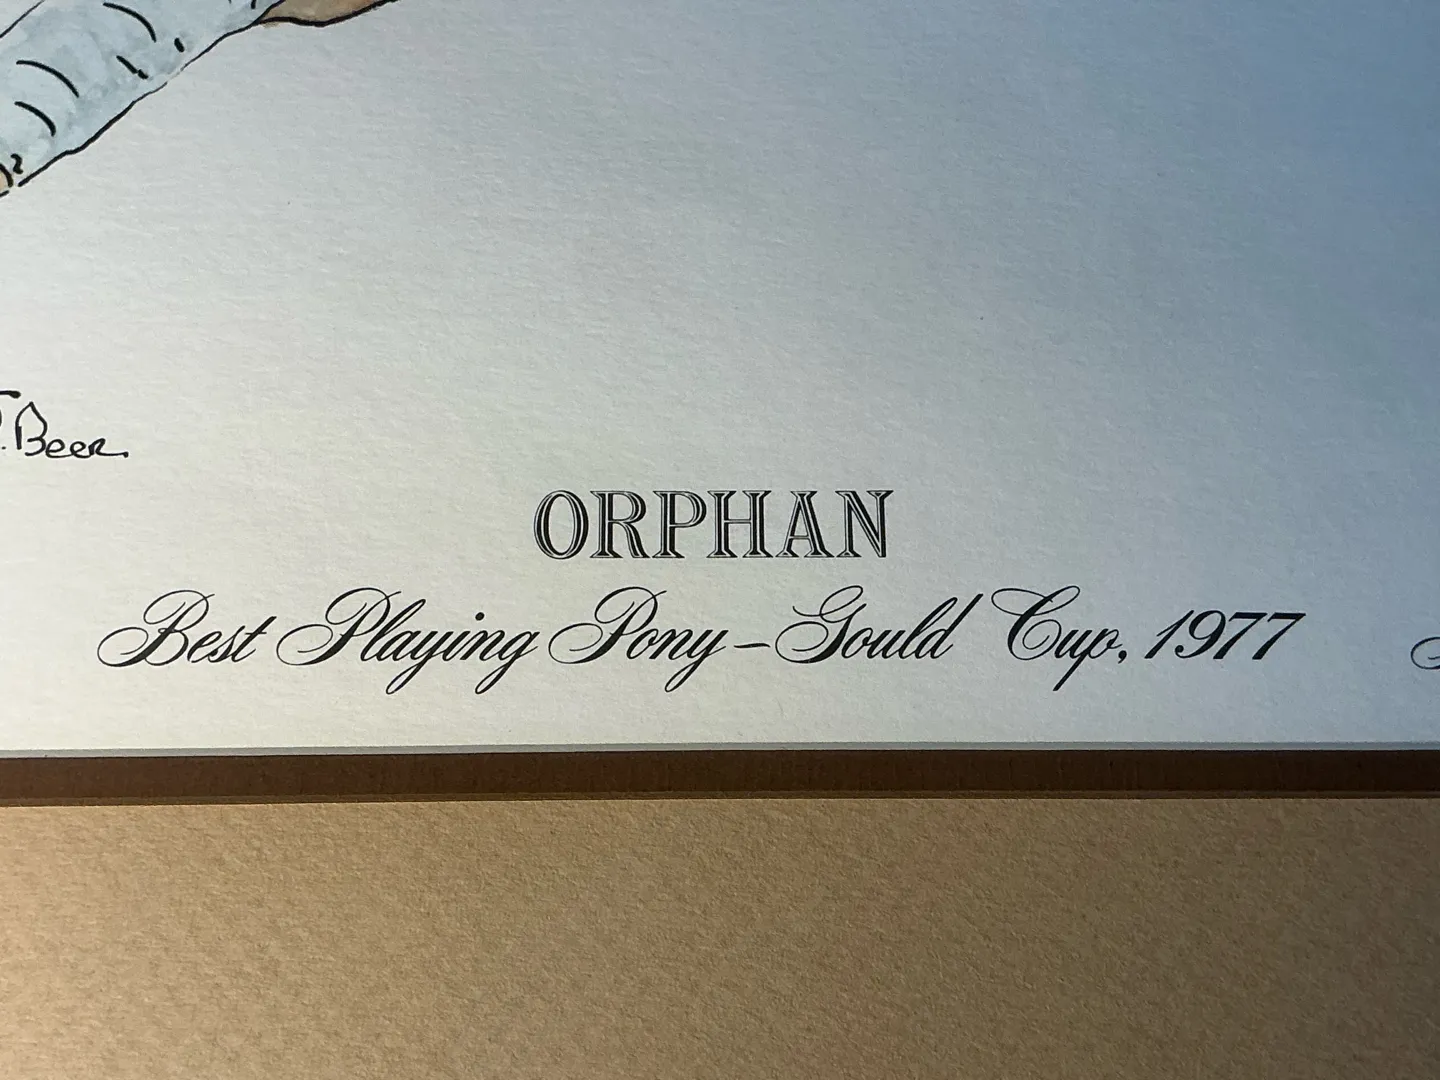 Beer.
ORPHAN
Best Playing Pony – Gould Cup, 1977